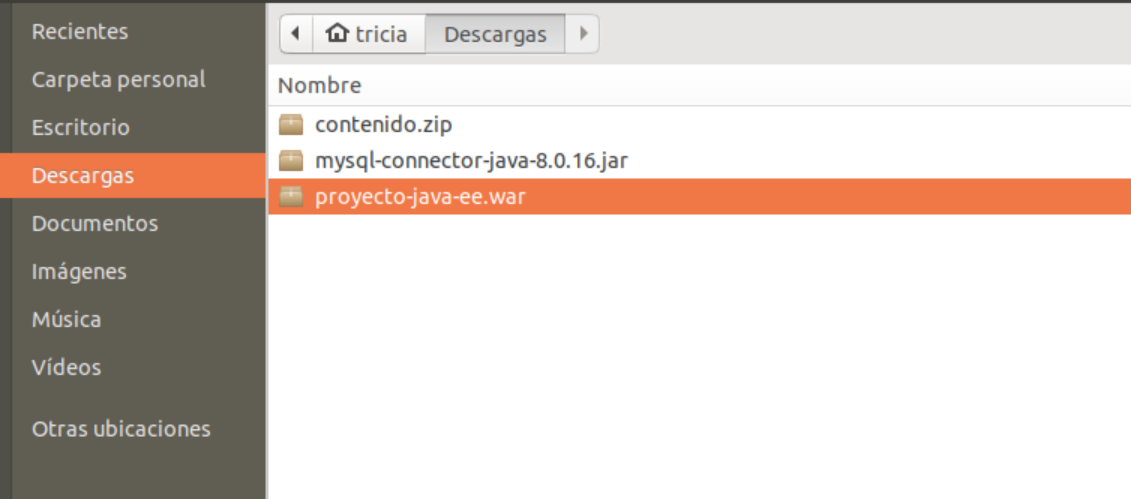 Recientes
Carpeta personal
Escritorio
Descargas
Documentos
Imágenes
Música
Vídeos
Otras ubicaciones
tricia Descargas
Nombre
contenido.zip
mysql-connector-java-8.0.16.jar
proyecto-java-ee.war